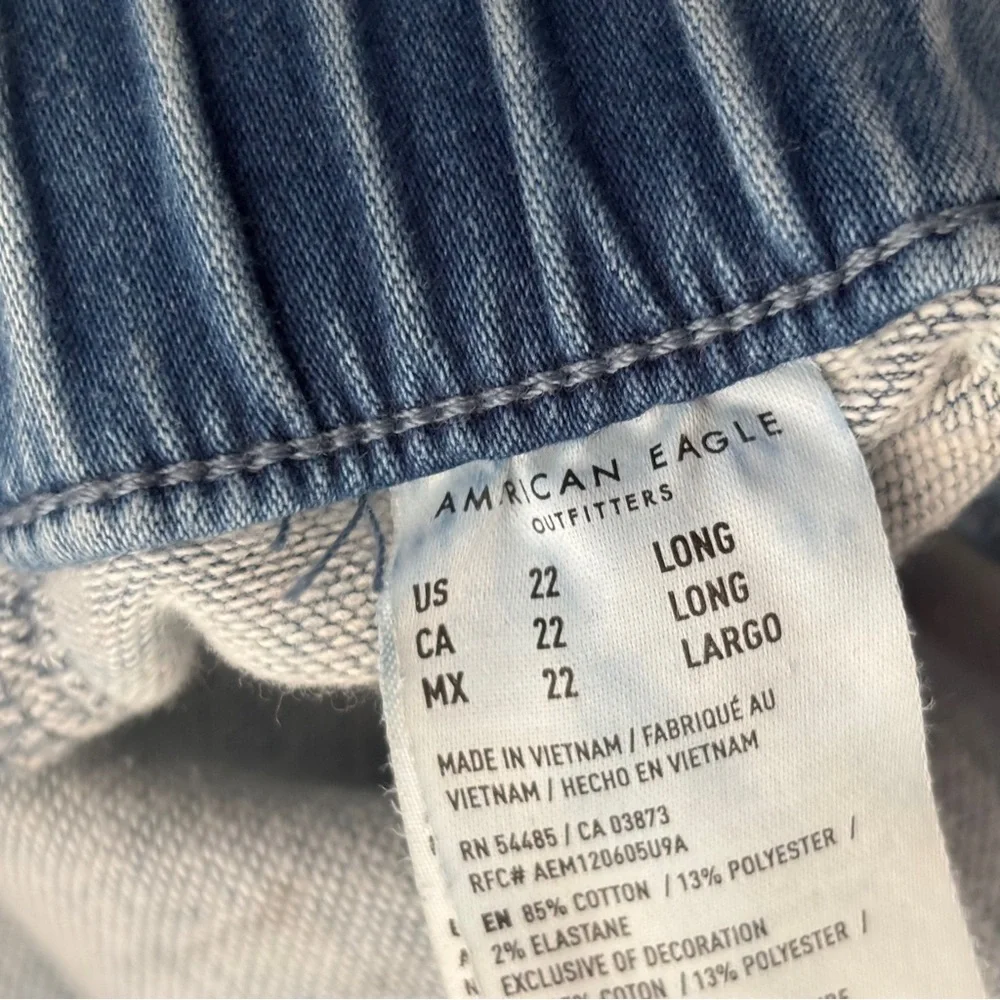 AMERICAN EAGLE
OUTFITTERS
US 22 LONG
CA 22 LONG
MX 22 LARGO
MADE IN VIETNAM / FABRIQUÉ AU
VIETNAM / HECHO EN VIETNAM
RN 54485 / CA 03873
RFC# AEM120605U9A
EN 85% COTTON / 13% POLYESTER /
2% ELASTANE
EXCLUSIVE OF DECORATION
COTON / 13% POLYESTER /